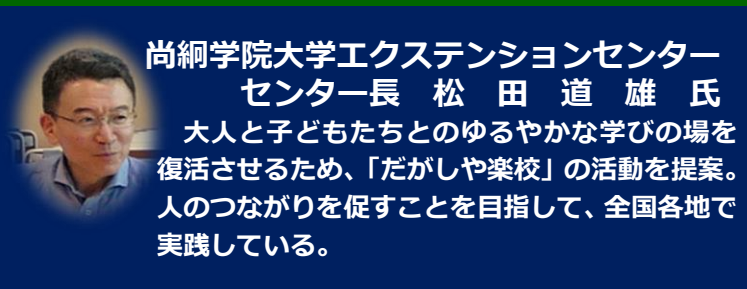 尚絅学院大学エクステンションセンター
センター長 松 田 道 雄 氏
大人と子どもたちとのゆるやかな学びの場を
復活させるため、「だがしや楽校」の活動を提案。
人のつながりを促すことを目指して、全国各地で
実践している。